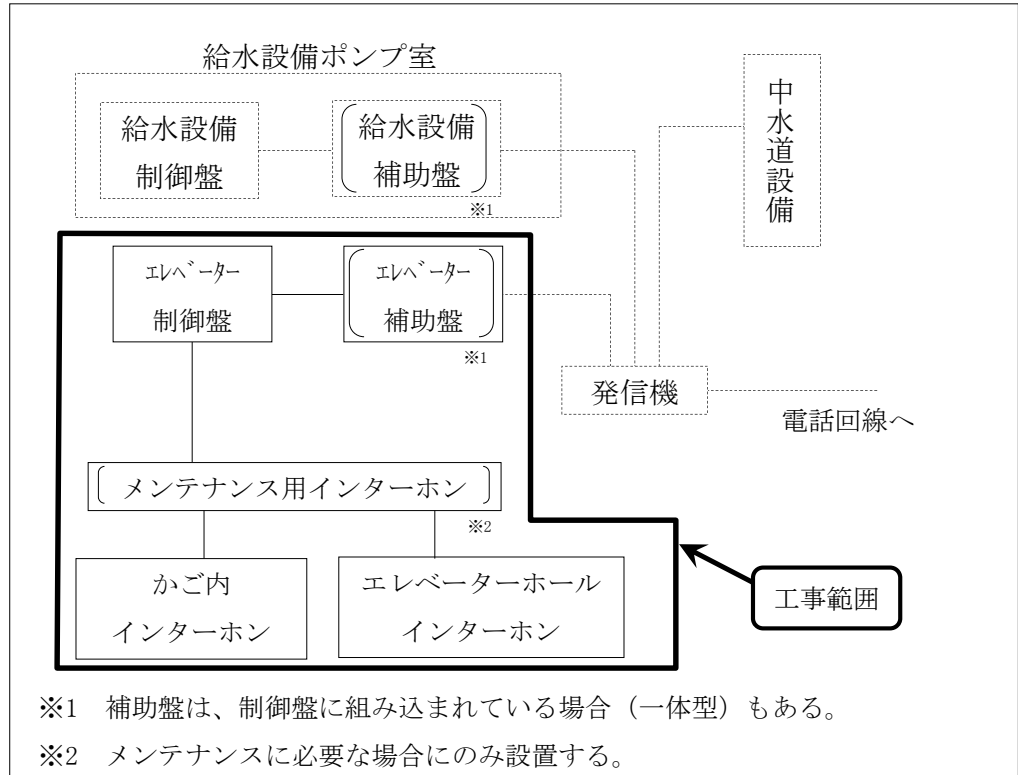 給水設備ポンプ室
給水設備
制御盤
給水設備
補助盤
※1
中水道設備
エレベーター
制御盤
エレベーター
補助盤
※1
発信機
電話回線へ
メンテナンス用インターホン
※2
かご内
インターホン
エレベーターホール
インターホン
工事範囲
※1 補助盤は、制御盤に組み込まれている場合（一体型）もある。
※2 メンテナンスに必要な場合にのみ設置する。